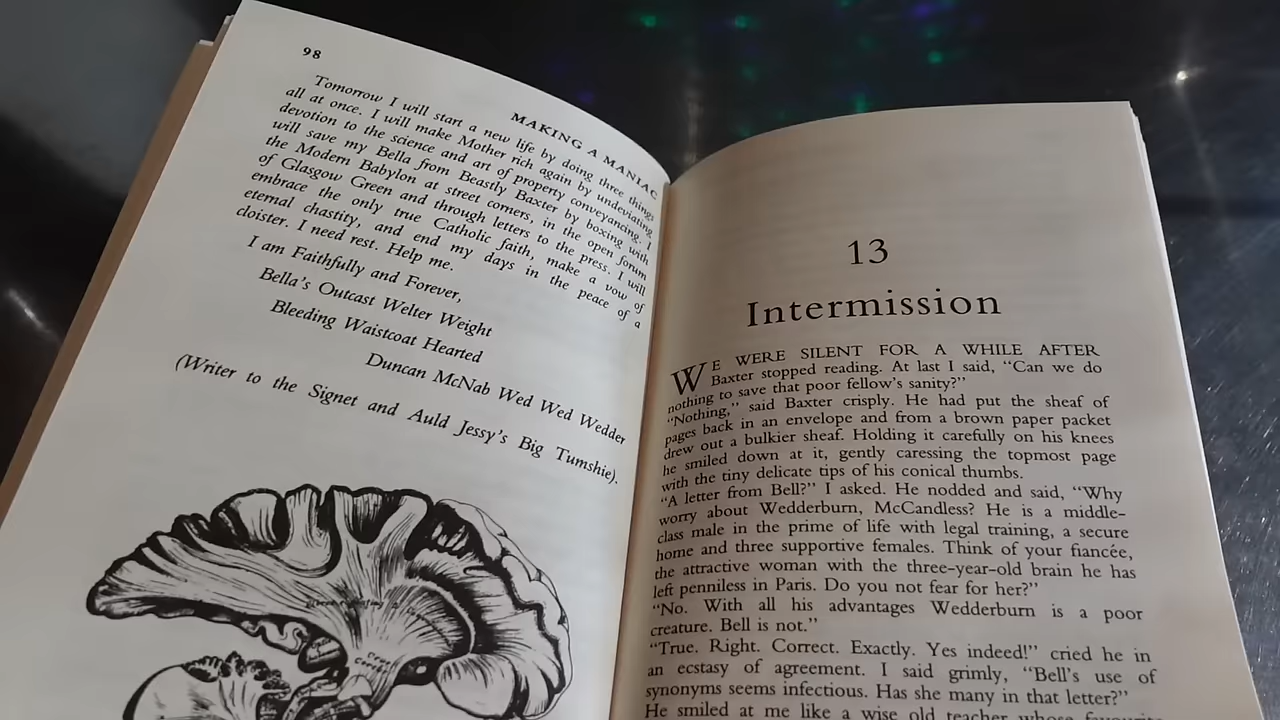 98
MAKING A MANIAC
Tomorrow I will start a new life by doing three things
all at once. I will make Mother rich again by undeviating
devotion to the science and art of property conveyancing. I
will save my Bella from Beastly Baxter by boxing with
the Modern Babylon at street corners, in the open forum
of Glasgow Green and through letters to the press. I will
embrace the only true Catholic faith, make a vow of
eternal chastity, and end my days in the peace of a
cloister. I need rest. Help me.
I am Faithfully and Forever,
Bella's Outcast Welter Weight
Bleeding Waistcoat Hearted
Duncan McNab Wed Wed Wedder
(Writer to the Signet and Auld Jessy's Big Tumshie).
13
Intermission
WE WERE SILENT FOR A WHILE AFTER
Baxter stopped reading. At last I said, “Can we do
nothing to save that poor fellow's sanity?”
“Nothing,” said Baxter crisply. He had put the sheaf of
pages back in an envelope and from a brown paper packet
drew out a bulkier sheaf. Holding it carefully on his knees
he smiled down at it, gently caressing the topmost page
with the tiny delicate tips of his conical thumbs.
“A letter from Bell?” I asked. He nodded and said, “Why
worry about Wedderburn, McCandless? He is a middle-
class male in the prime of life with legal training, a secure
home and three supportive females. Think of your fiancée,
the attractive woman with the three-year-old brain he has
left penniless in Paris. Do you not fear for her?”
“No. With all his advantages Wedderburn is a poor
creature. Bell is not.”
“True. Right. Correct. Exactly. Yes indeed!” cried he in
an ecstasy of agreement. I said grimly, “Bell's use of
synonyms seems infectious. Has she many in that letter?”
He smiled at me like a wise old teacher whose favourite